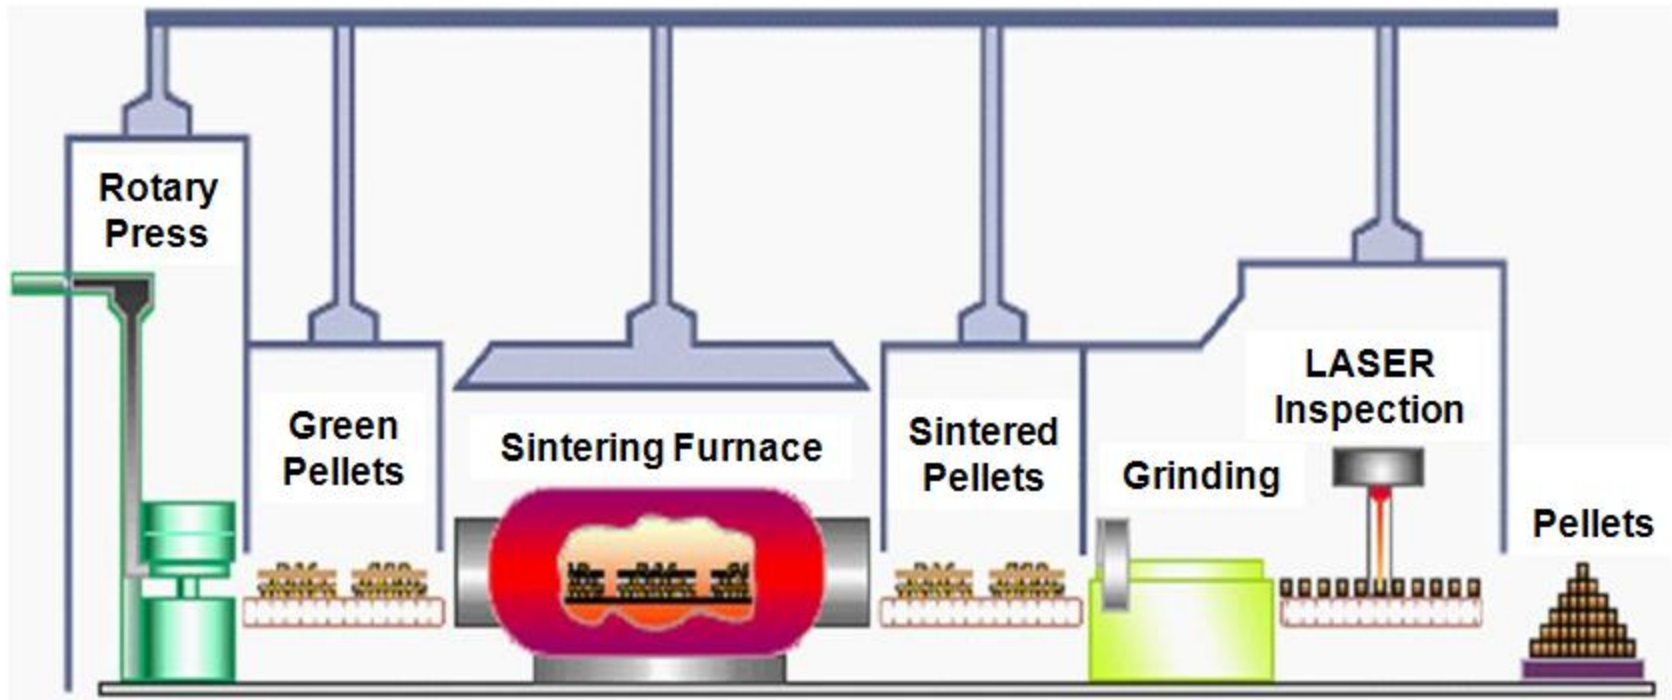 Rotary
Press
Green
Pellets
Sintering Furnace
Sintered
Pellets
Grinding
LASER
Inspection
Pellets